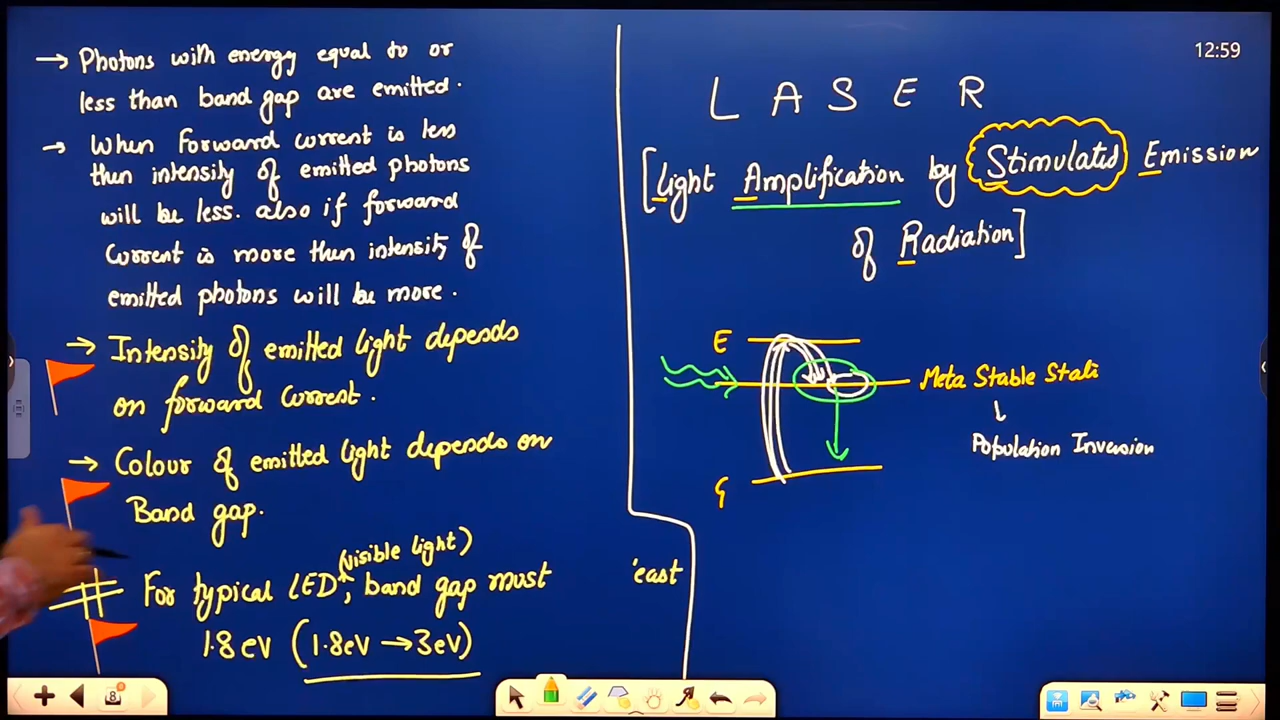 → Photons with energy equal to or
less than band gap are emitted.
→ When Forward current is less
then intensity of emitted photons
will be less. also if forward
current is more then intensity of
emitted photons will be more.
→ Intensity of emitted light depends
on forward current.
→ Colour of emitted light depends on
Band gap.
(visible light)
# For typical LED, band gap must
1.8eV (1.8eV → 3eV)
'east
12:59
LASER
[Light Amplification by Stimulated Emission
of Radiation]
E
Meta Stable State
Population Inversion
G
8